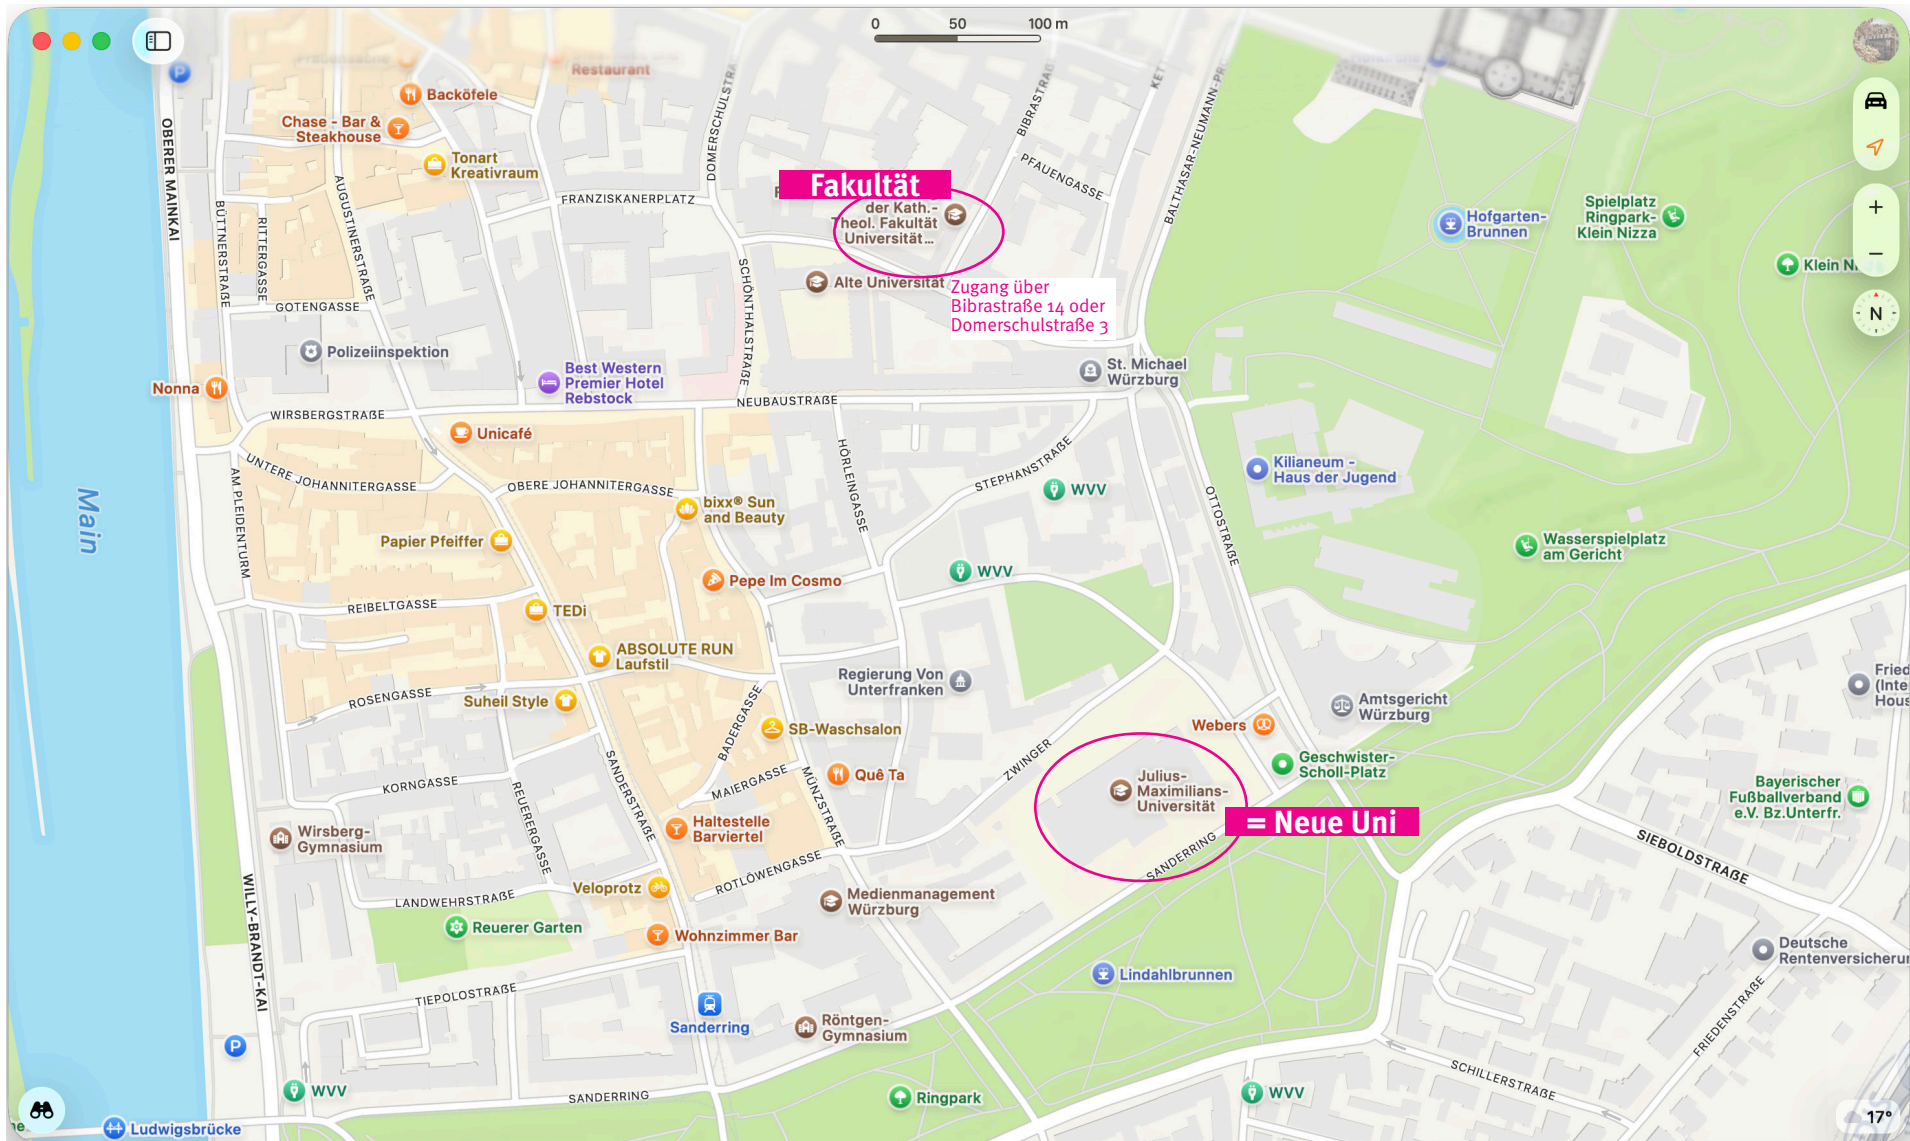 0 50 100 m
Restaurant
Backöfele
Chase - Bar &
Steakhouse
Tonart
Kreativraum
OBERER MAINKAI
BÜTTNERSTRAßE
RITTERGASSE
AUGUSTINERSTRAßE
GOTENGASSE
FRANZISKANERPLATZ
DOMERSCHULSTRA
BIBRASTRAß
PFAUENGASSE
KET
BALTHASAR-NEUMANN-PR
Fakultät
der Kath.-
Theol. Fakultät
Universität...
Alte Universität
Zugang über
Bibrastraße 14 oder
Domerschulstraße 3
Hofgarten-
Brunnen
Spielplatz
Ringpark-
Klein Nizza
Klein N
+
−
N
Polizeiinspektion
SCHÖNTHALSTRAßE
Nonna
Best Western
Premier Hotel
Rebstock
St. Michael
Würzburg
WIRSBERGSTRAßE
NEUBAUSTRAßE
Unicafé
UNTERE JOHANNITERGASSE
OBERE JOHANNITERGASSE
HÖRLEINGASSE
STEPHANSTRAßE
WVV
Kilianeum -
Haus der Jugend
AM PLEIDENTURM
Main
bixx® Sun
and Beauty
Papier Pfeiffer
OTTOSTRAßE
Wasserspielplatz
am Gericht
Pepe Im Cosmo
WVV
REIBELTGASSE
TEDi
ABSOLUTE RUN
Laufstil
Regierung Von
Unterfranken
ROSENGASSE
Suheil Style
BADERGASSE
SB-Waschsalon
Webers
Amtsgericht
Würzburg
Fried
(Inte
Hous
SANDERSTRAßE
ZWINGER
Geschwister-
Scholl-Platz
KORNGASSE
MAIERGASSE
MÜNZSTRAßE
Quê Ta
Julius-
Maximilians-
Universität
= Neue Uni
Bayerischer
Fußballverband
e.V. Bz.Unterfr.
REUERERGASSE
Wirsberg-
Gymnasium
Haltestelle
Barviertel
SANDERRING
SIEBOLDSTRAßE
ROTLÖWENGASSE
WILLY-BRANDT-KAI
LANDWEHRSTRAßE
Veloprotz
Medienmanagement
Würzburg
Reuerer Garten
Wohnzimmer Bar
Deutsche
Rentenversicherur
TIEPOLOSTRAßE
Lindahlbrunnen
Sanderring
Röntgen-
Gymnasium
FRIEDENSTRAßE
P
P
WVV
SANDERRING
Ringpark
WVV
SCHILLERSTRAßE
Ludwigsbrücke
17°